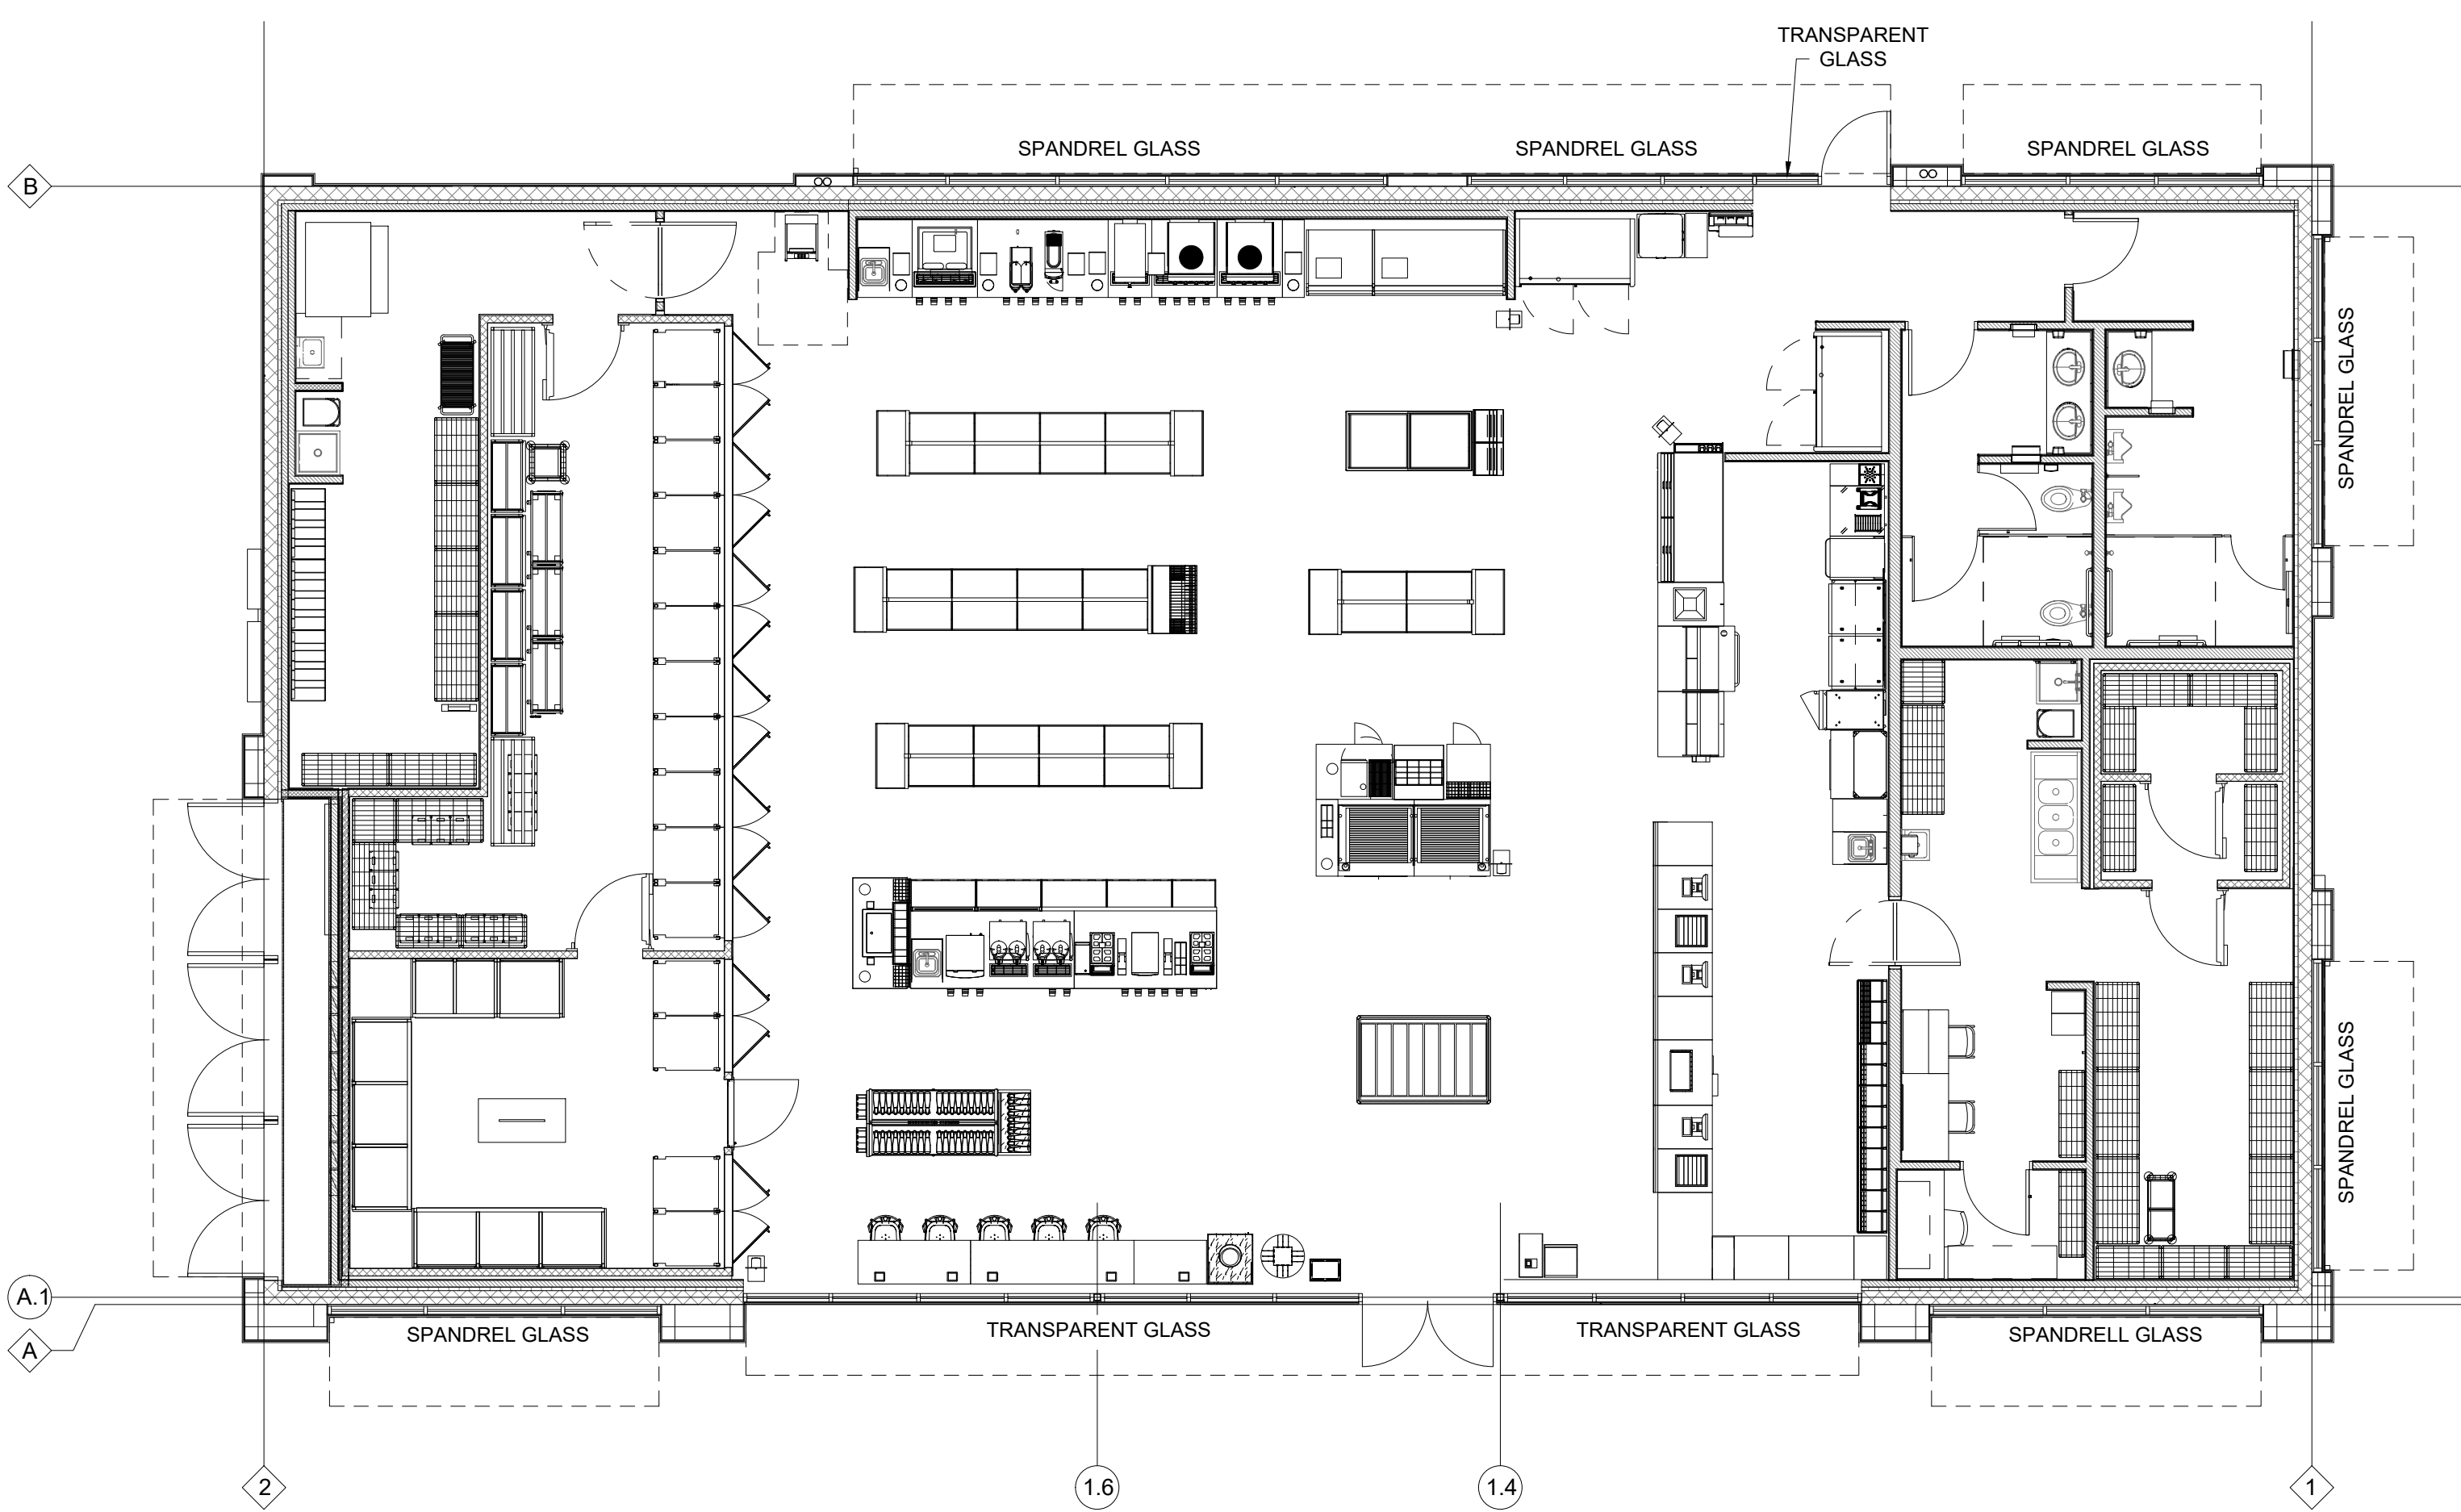 TRANSPARENT
GLASS
SPANDREL GLASS
SPANDREL GLASS
SPANDREL GLASS
B
SPANDREL GLASS
SPANDREL GLASS
A.1
A
SPANDREL GLASS
TRANSPARENT GLASS
TRANSPARENT GLASS
SPANDRELL GLASS
2
1.6
1.4
1